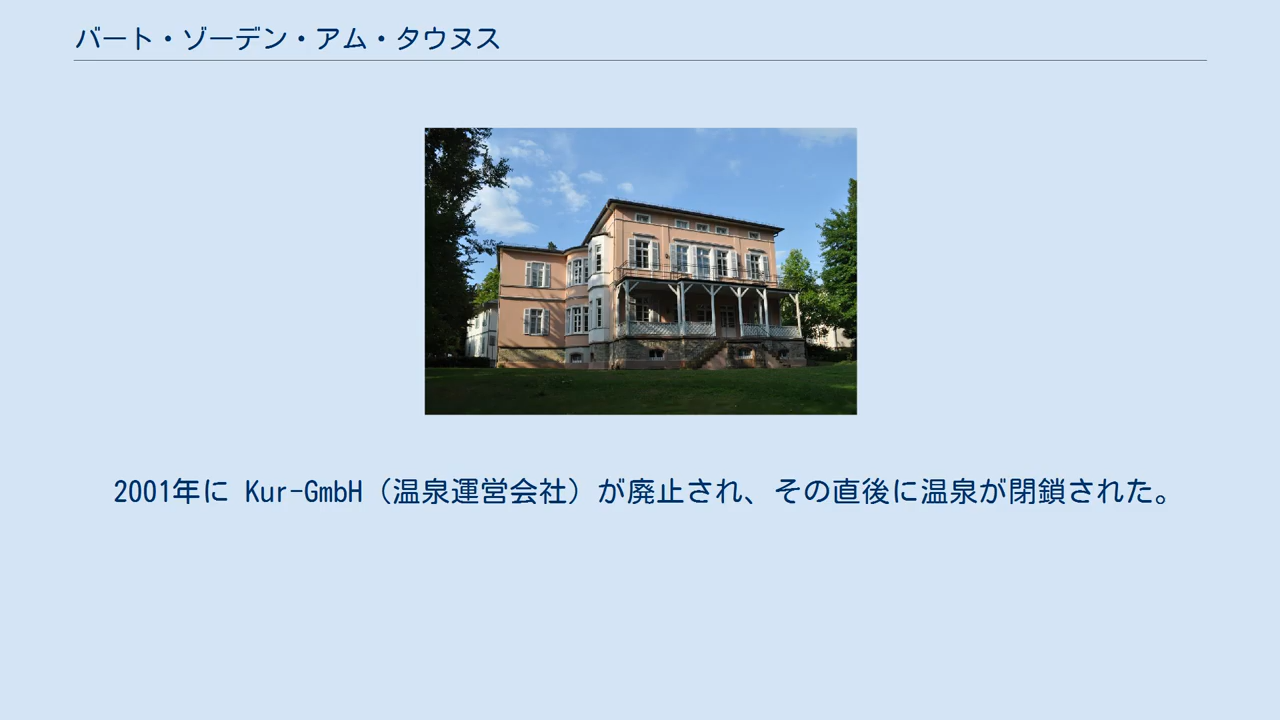 バート・ゾーデン・アム・タウヌス
2001年に Kur-GmbH（温泉運営会社）が廃止され、その直後に温泉が閉鎖された。